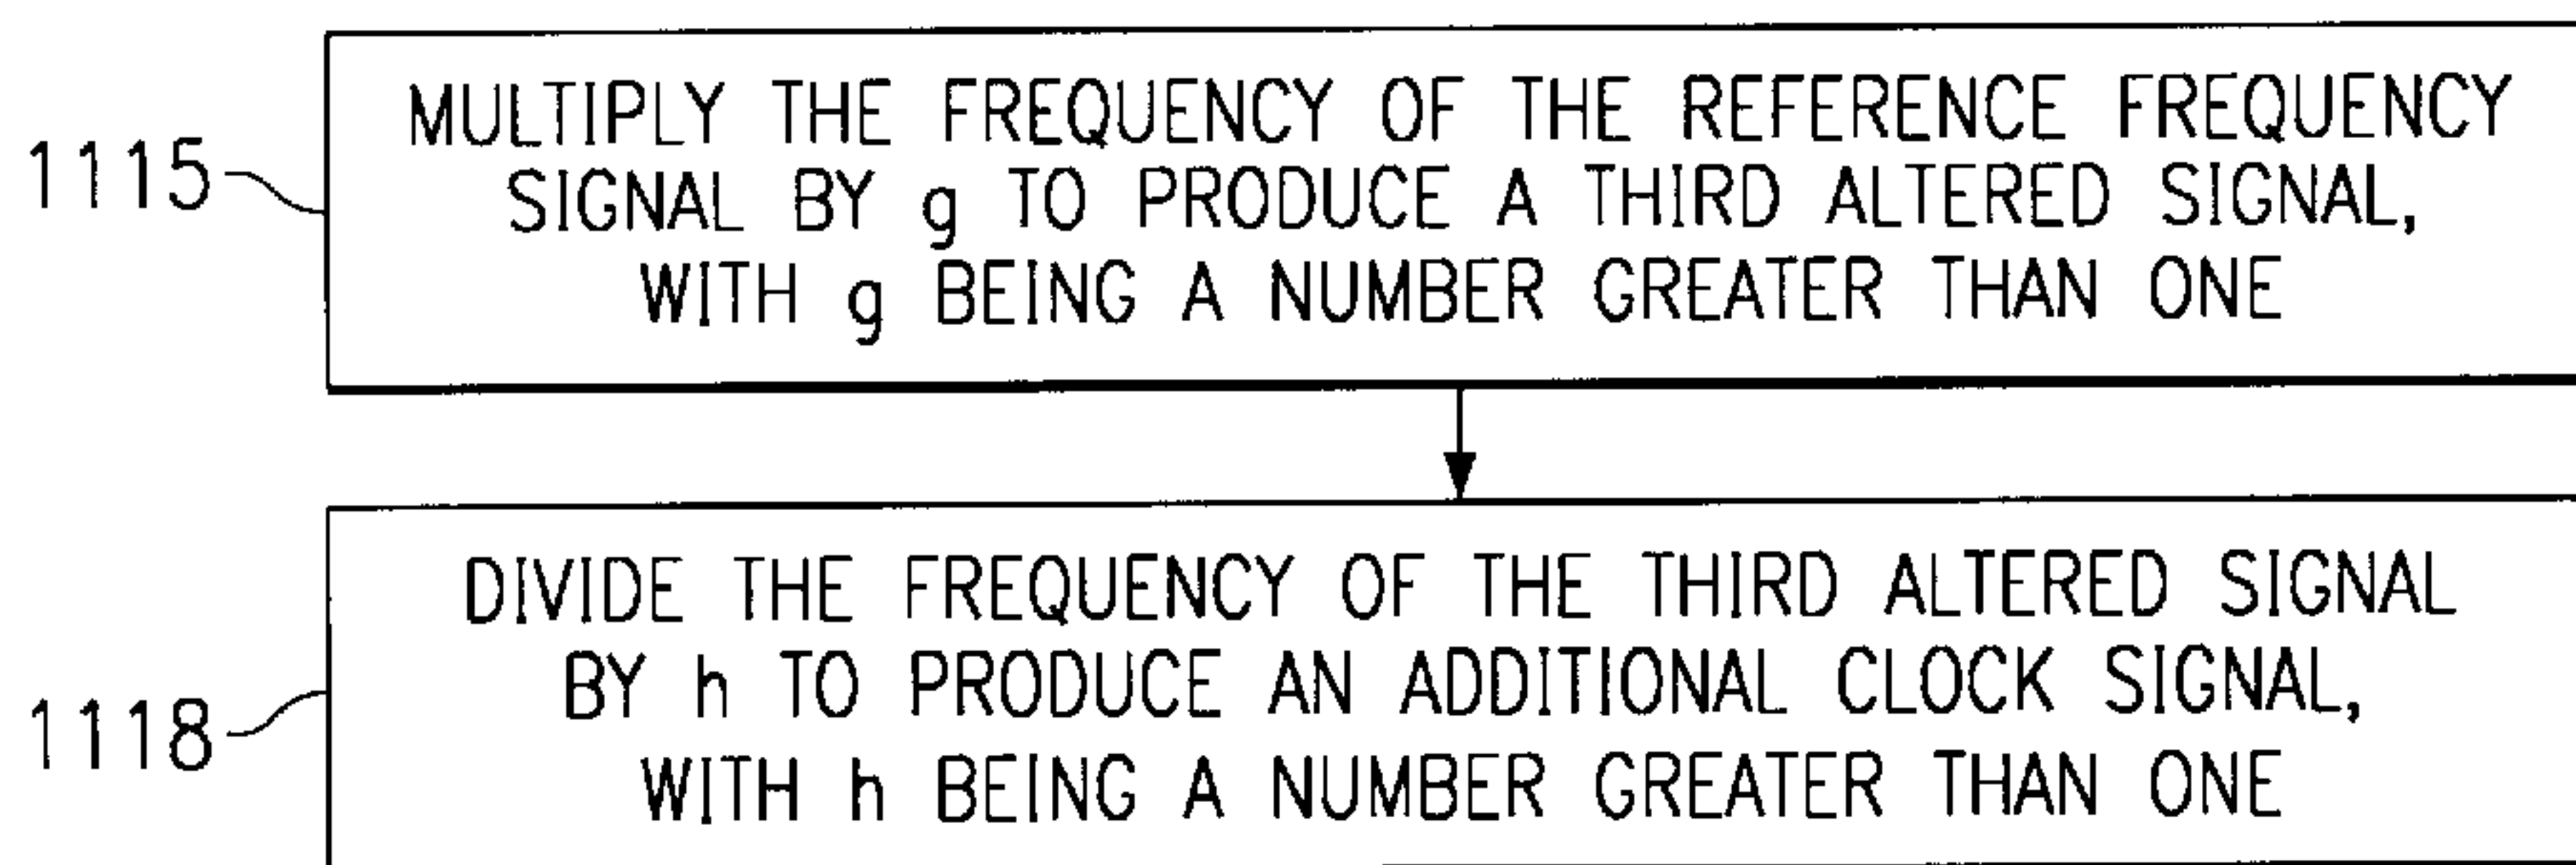 MULTIPLY THE FREQUENCY OF THE REFERENCE FREQUENCY
1115
SIGNAL BY g TO PRODUCE A THIRD ALTERED SIGNAL,
WITH g BEING A NUMBER GREATER THAN ONE
DIVIDE THE FREQUENCY OF THE THIRD ALTERED SIGNAL
BY h TO PRODUCE AN ADDITIONAL CLOCK SIGNAL,
1118
WITH h BEING A NUMBER GREATER THAN ONE